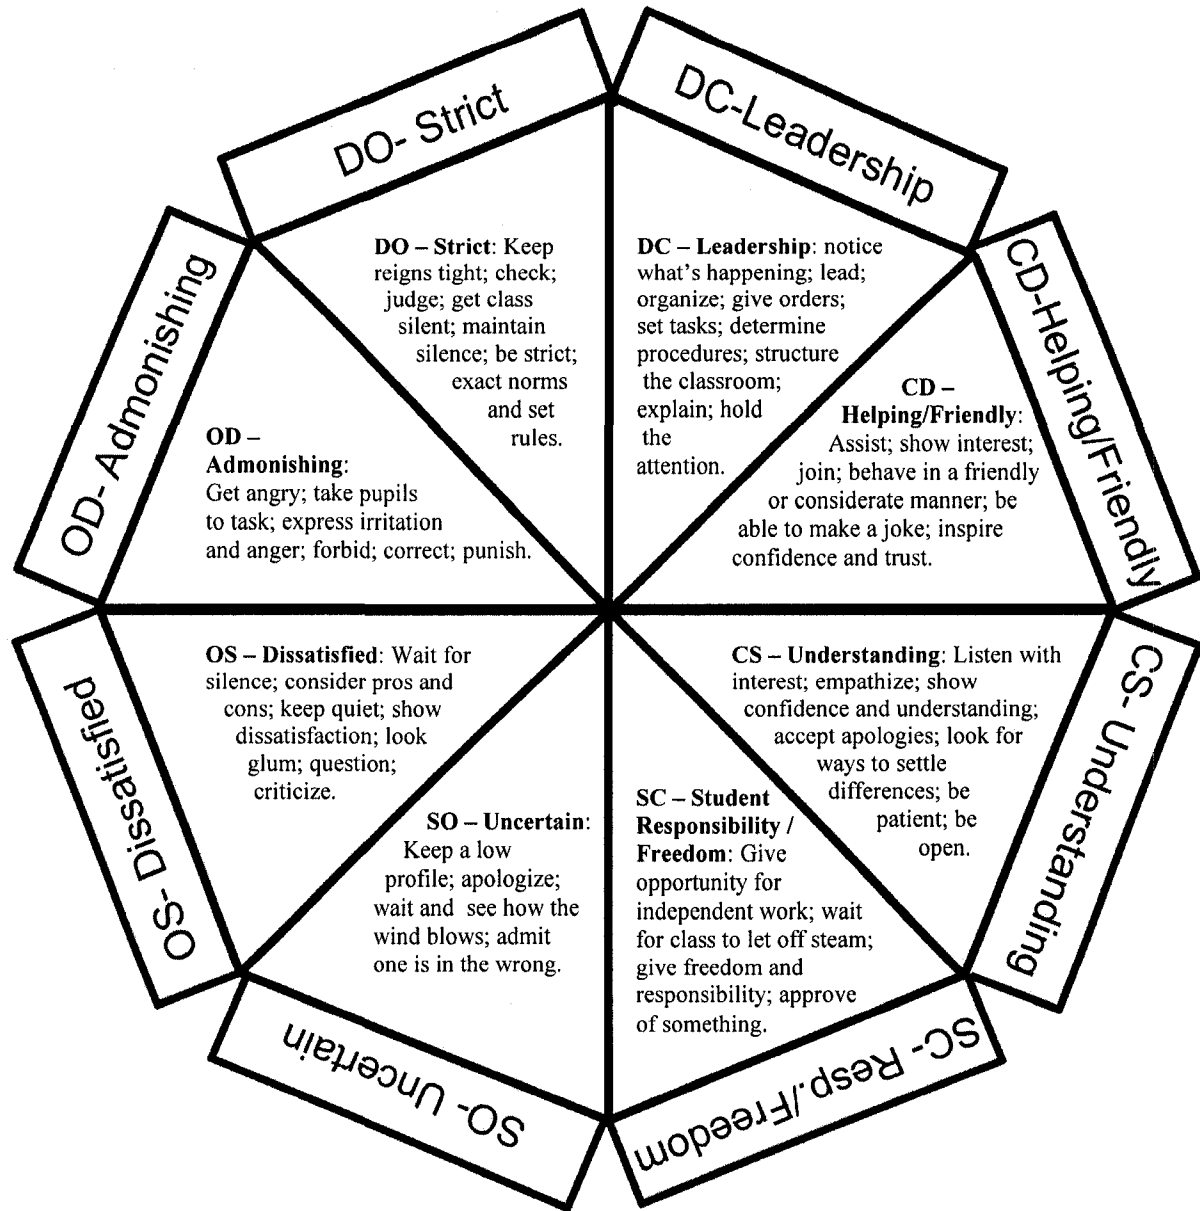 DO- Strict
DC-Leadership
CD-Helping/Friendly
CS- Understanding
SC- Resp./Freedom
SO- Uncertain
OS- Dissatisfied
OD- Admonishing
DO – Strict: Keep
reigns tight; check;
judge; get class
silent; maintain
silence; be strict;
exact norms
and set
rules.
DC – Leadership: notice
what's happening; lead;
organize; give orders;
set tasks; determine
procedures; structure
the classroom;
explain; hold
the
attention.
CD –
Helping/Friendly:
Assist; show interest;
join; behave in a friendly
or considerate manner; be
able to make a joke; inspire
confidence and trust.
OD –
Admonishing:
Get angry; take pupils
to task; express irritation
and anger; forbid; correct; punish.
OS – Dissatisfied: Wait for
silence; consider pros and
cons; keep quiet; show
dissatisfaction; look
glum; question;
criticize.
CS – Understanding: Listen with
interest; empathize; show
confidence and understanding;
accept apologies; look for
ways to settle
differences; be
patient; be
open.
SO – Uncertain:
Keep a low
profile; apologize;
wait and see how the
wind blows; admit
one is in the wrong.
SC – Student
Responsibility /
Freedom: Give
opportunity for
independent work; wait
for class to let off steam;
give freedom and
responsibility; approve
of something.